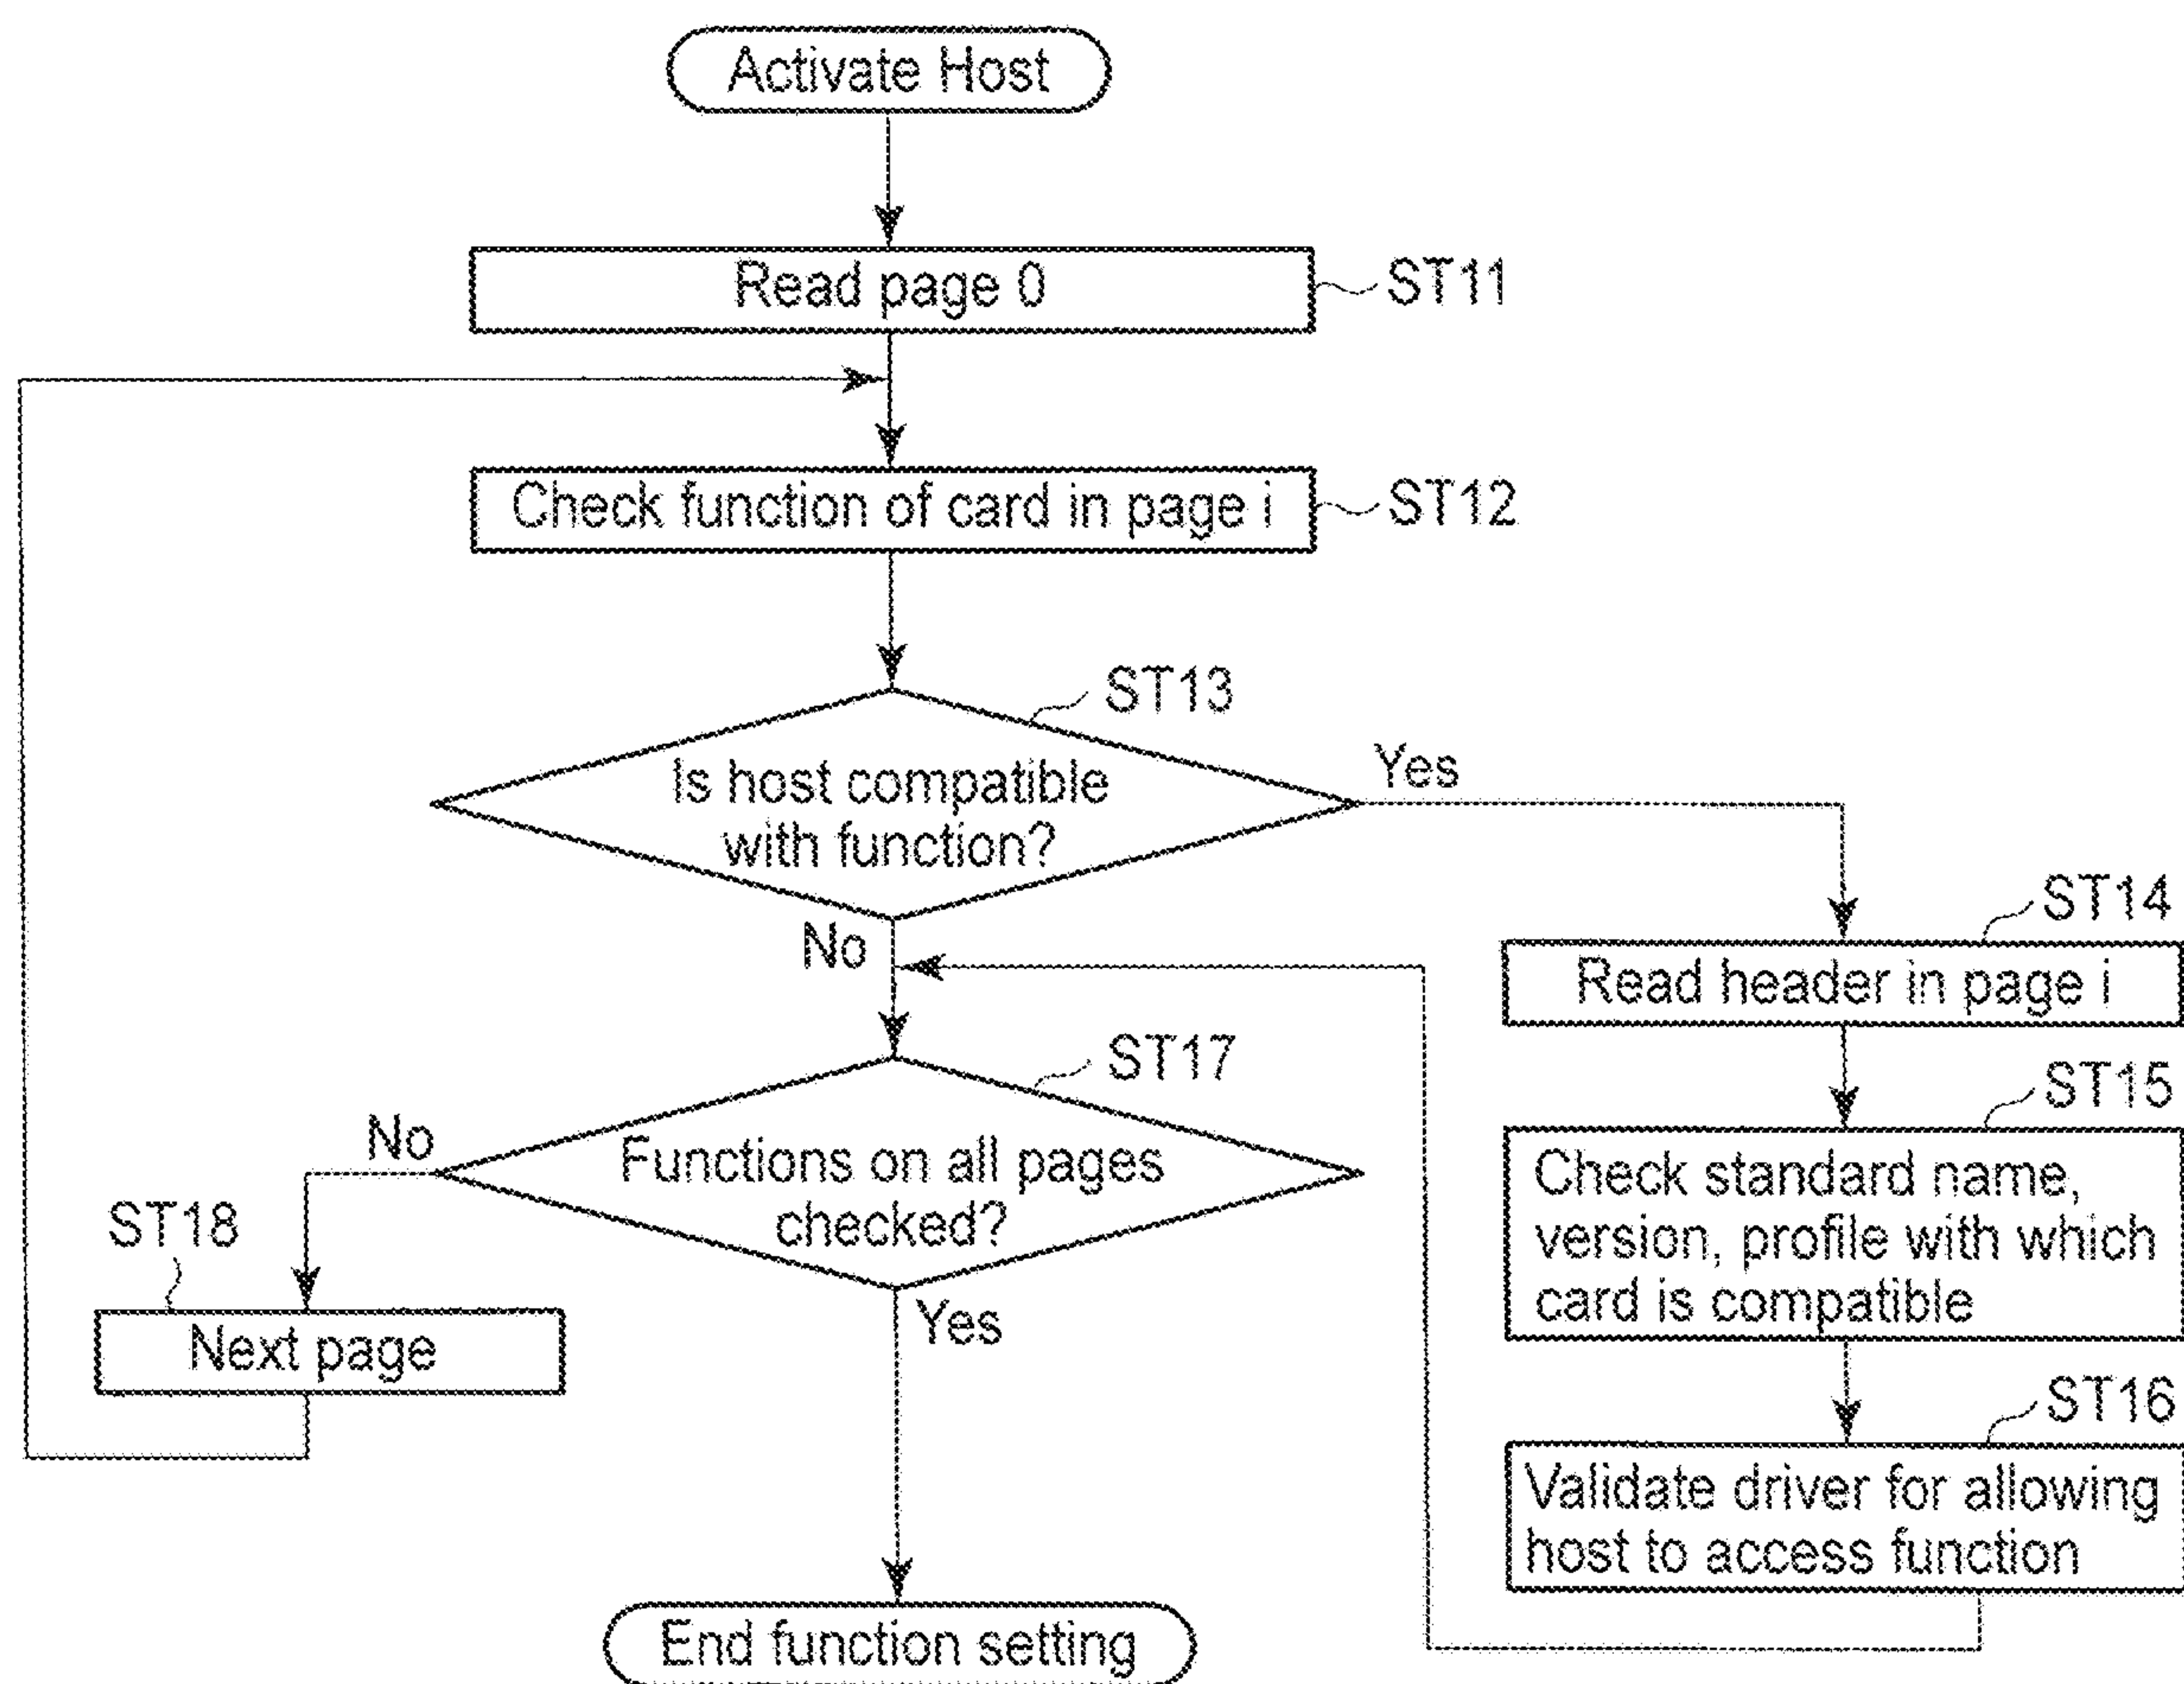 Activate Host
Read page 0
ST11
Check function of card in page i
ST12
ST13
Is host compatible
with function?
Yes
No
ST14
Read header in page i
ST15
Check standard name,
version, profile with which
card is compatible
ST16
Validate driver for allowing
host to access function
ST17
Functions on all pages
checked?
No
Yes
ST18
Next page
End function setting